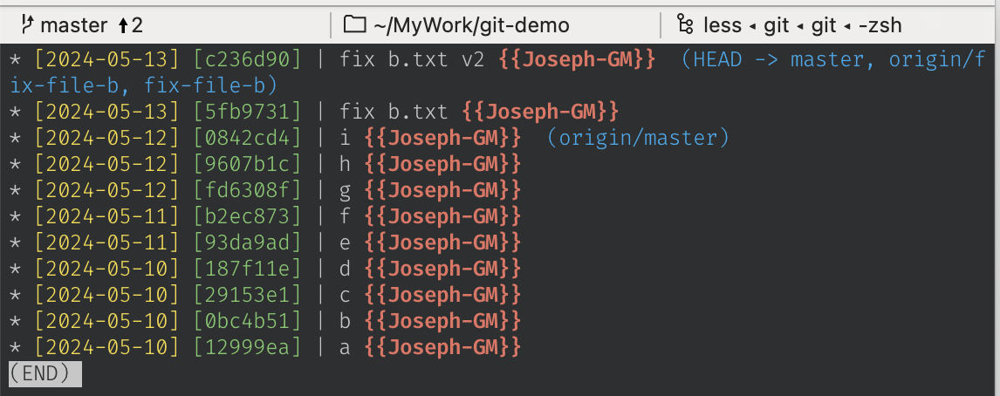 master ↑2 ~/MyWork/git-demo less ◂ git ◂ git ◂ -zsh
* [2024-05-13] [c236d90] | fix b.txt v2 {{Joseph-GM}}  (HEAD -> master, origin/f
ix-file-b, fix-file-b)
* [2024-05-13] [5fb9731] | fix b.txt {{Joseph-GM}}
* [2024-05-12] [0842cd4] | i {{Joseph-GM}}  (origin/master)
* [2024-05-12] [9607b1c] | h {{Joseph-GM}}
* [2024-05-12] [fd6308f] | g {{Joseph-GM}}
* [2024-05-11] [b2ec873] | f {{Joseph-GM}}
* [2024-05-11] [93da9ad] | e {{Joseph-GM}}
* [2024-05-10] [187f11e] | d {{Joseph-GM}}
* [2024-05-10] [29153e1] | c {{Joseph-GM}}
* [2024-05-10] [0bc4b51] | b {{Joseph-GM}}
* [2024-05-10] [12999ea] | a {{Joseph-GM}}
(END)